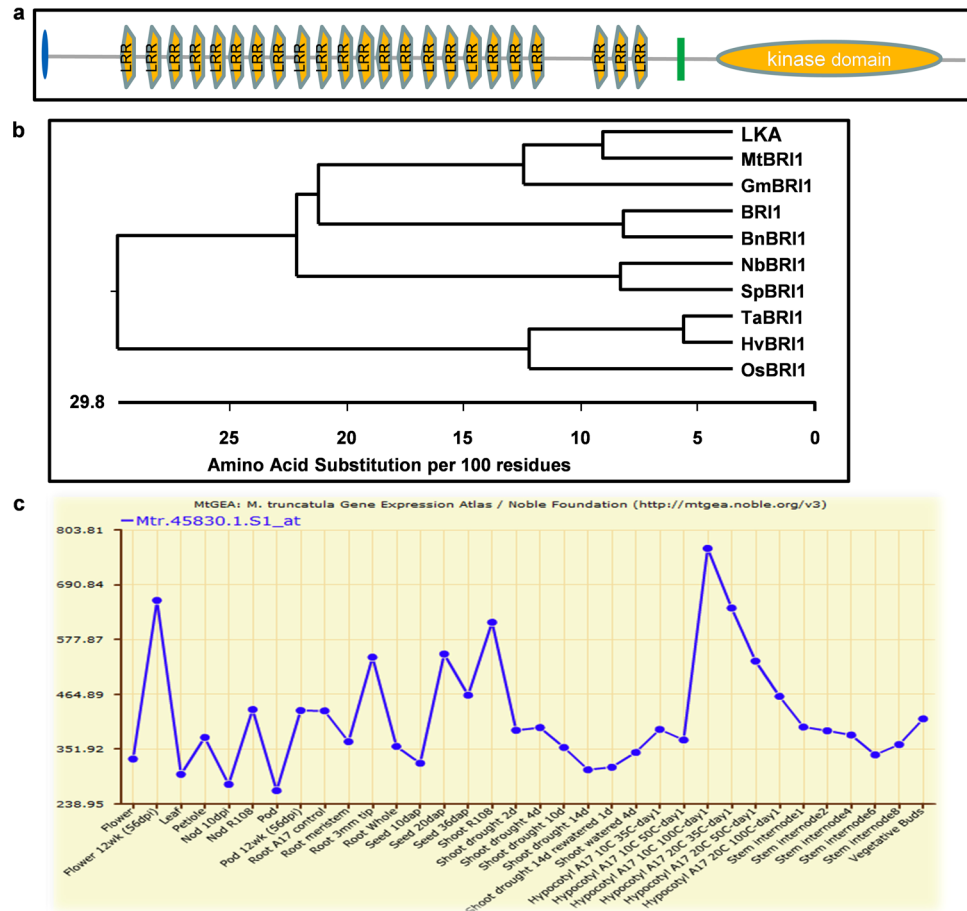 a
LRR LRR LRR LRR LRR LRR LRR LRR LRR LRR LRR LRR LRR LRR LRR LRR LRR LRR LRR LRR LRR LRR LRR kinase domain
b
LKA
MtBRI1
GmBRI1
BRI1
BnBRI1
NbBRI1
SpBRI1
TaBRI1
HvBRI1
OsBRI1
29.8
25 20 15 10 5 0
Amino Acid Substitution per 100 residues
c
MtGEA: M. truncatula Gene Expression Atlas / Noble Foundation (http://mtgea.noble.org/v3)
Mtr.45830.1.S1_at
803.81
690.84
577.87
464.89
351.92
238.95
Flower
Flower 12wk (56dpi)
Leaf
Petiole
Nod 10dpi
Nod R108
Pod
Pod 12wk (56dpi)
Root A17 control
Root meristem
Root 3mm tip
Root Whole
Seed 10dap
Seed 20dap
Seed 36dap
Shoot R108
Shoot drought 2d
Shoot drought 4d
Shoot drought 10d
Shoot drought 14d
Shoot drought 14d rewatered 1d
Shoot watered 4d
Hypocotyl A17 10C 35C-day1
Hypocotyl A17 10C 50C-day1
Hypocotyl A17 10C 100C-day1
Hypocotyl A17 20C 35C-day1
Hypocotyl A17 20C 50C-day1
Hypocotyl A17 20C 100C-day1
Stem internode1
Stem internode2
Stem internode4
Stem internode6
Stem internode8
Vegetative Buds